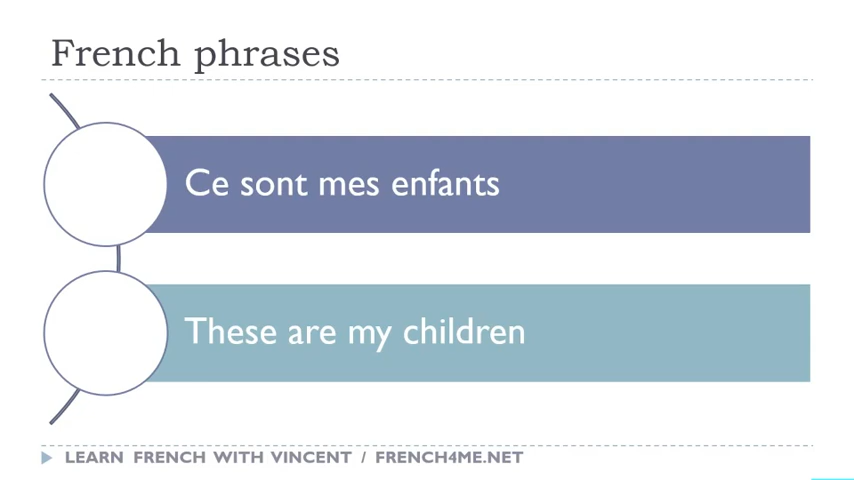 French phrases
Ce sont mes enfants
These are my children
LEARN FRENCH WITH VINCENT / FRENCH4ME.NET